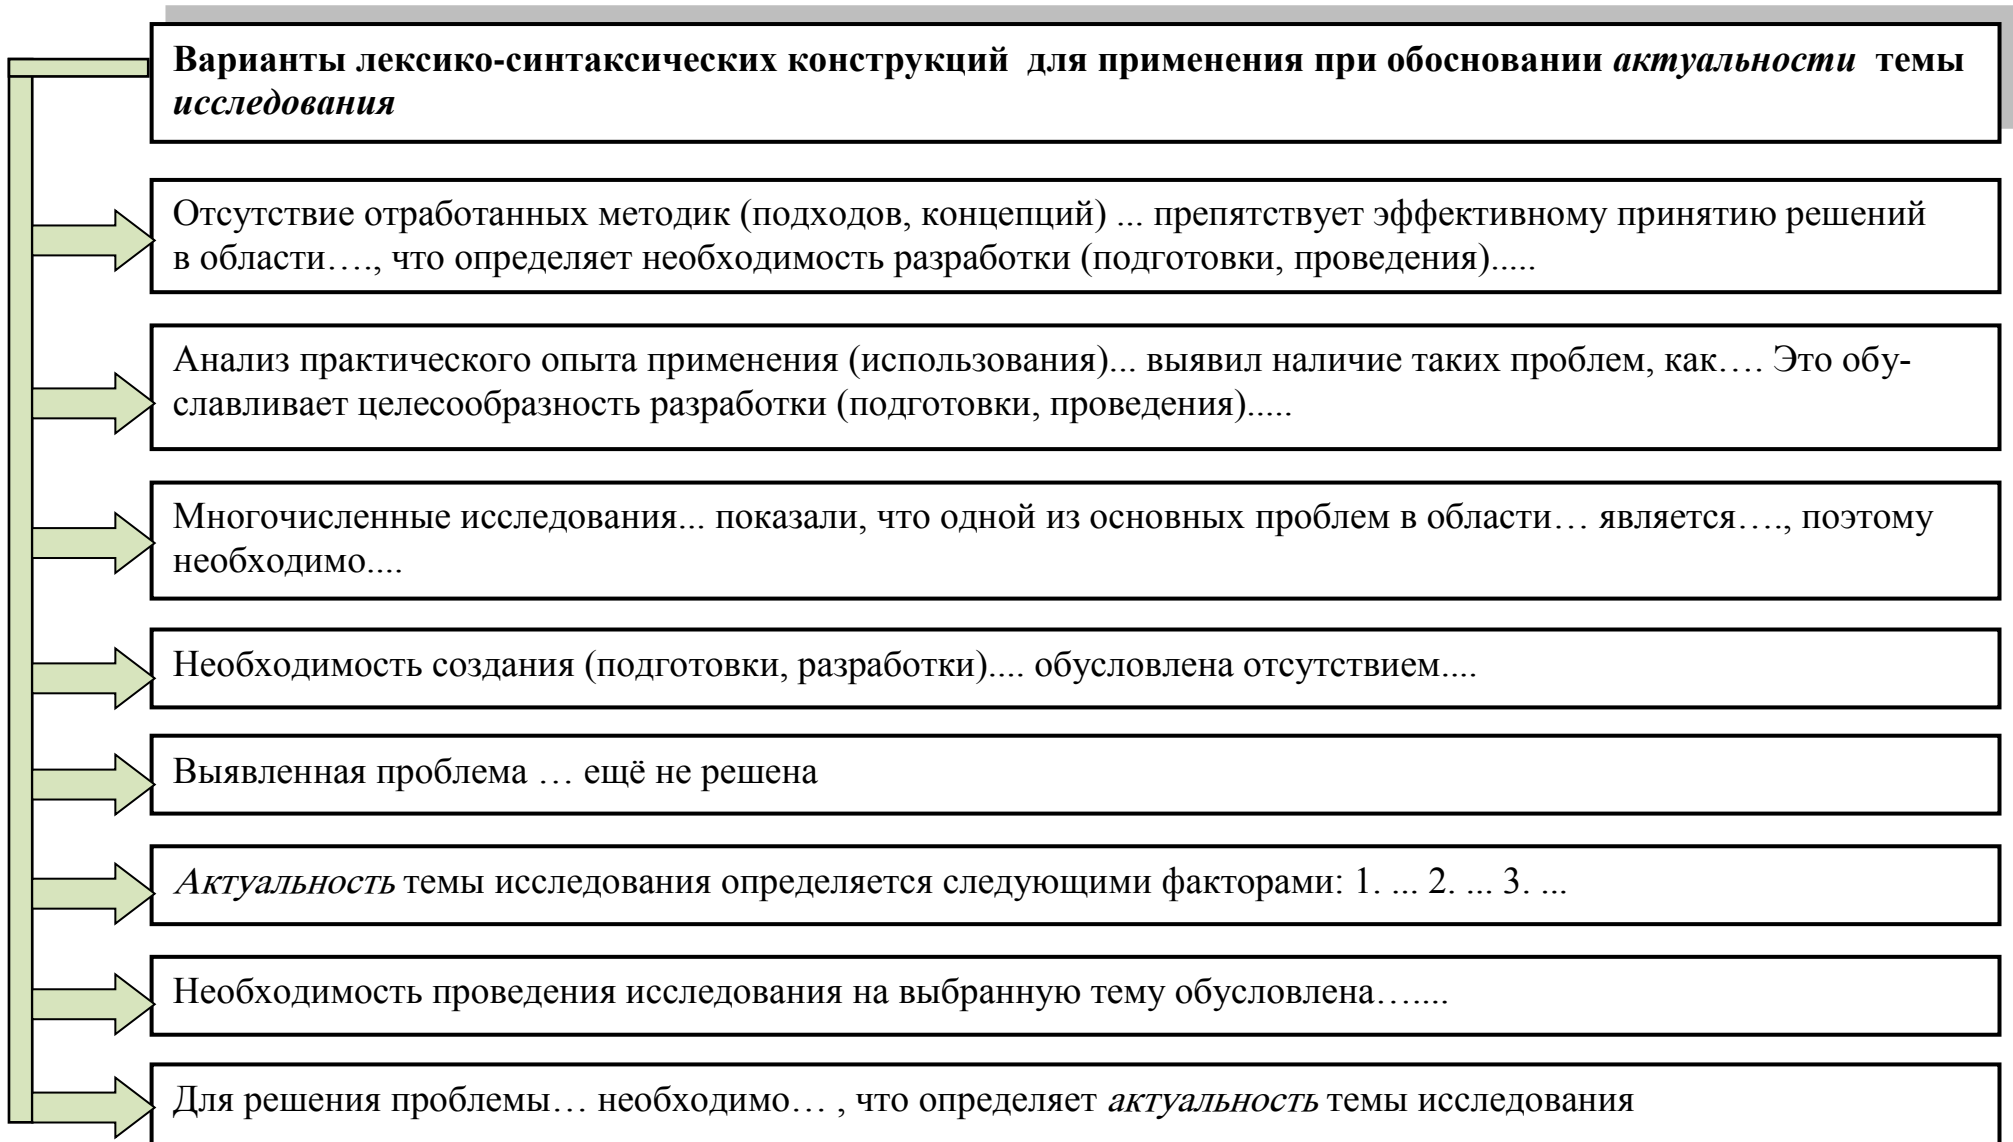 Варианты лексико-синтаксических конструкций для применения при обосновании актуальности темы
исследования
Отсутствие отработанных методик (подходов, концепций) ... препятствует эффективному принятию решений
в области…., что определяет необходимость разработки (подготовки, проведения).....
Анализ практического опыта применения (использования)... выявил наличие таких проблем, как…. Это обу-
славливает целесообразность разработки (подготовки, проведения).....
Многочисленные исследования... показали, что одной из основных проблем в области… является…., поэтому
необходимо....
Необходимость создания (подготовки, разработки).... обусловлена отсутствием....
Выявленная проблема … ещё не решена
Актуальность темы исследования определяется следующими факторами: 1. ... 2. ... 3. ...
Необходимость проведения исследования на выбранную тему обусловлена…....
Для решения проблемы… необходимо… , что определяет актуальность темы исследования